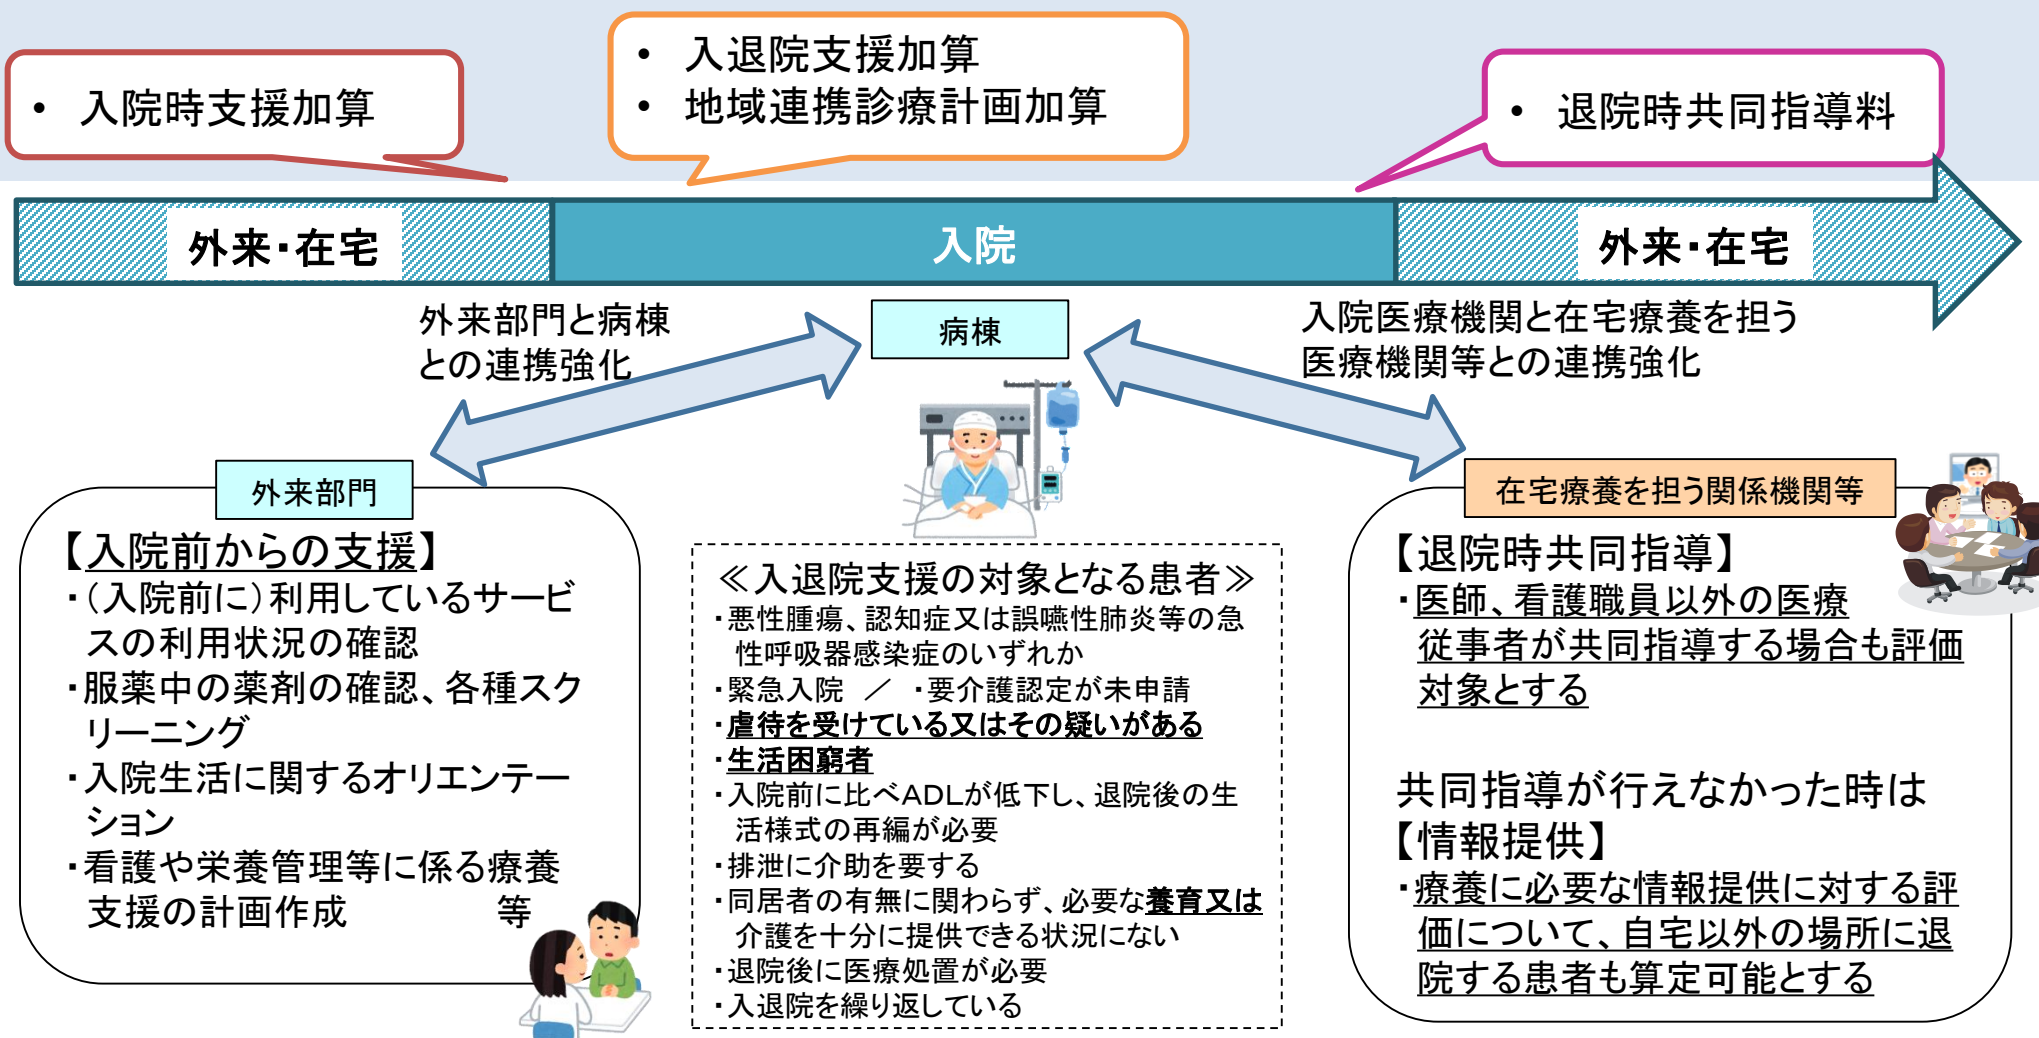 • 入院時支援加算
• 入退院支援加算
• 地域連携診療計画加算
• 退院時共同指導料
外来・在宅
入院
外来・在宅
外来部門と病棟
との連携強化
病棟
入院医療機関と在宅療養を担う
医療機関等との連携強化
外来部門
【入院前からの支援】
・（入院前に）利用しているサービ
スの利用状況の確認
・服薬中の薬剤の確認、各種スク
リーニング
・入院生活に関するオリエンテー
ション
・看護や栄養管理等に係る療養
支援の計画作成　　　　等
≪入退院支援の対象となる患者≫
・悪性腫瘍、認知症又は誤嚥性肺炎等の急
性呼吸器感染症のいずれか
・緊急入院　／　・要介護認定が未申請
・虐待を受けている又はその疑いがある
・生活困窮者
・入院前に比べADLが低下し、退院後の生
活様式の再編が必要
・排泄に介助を要する
・同居者の有無に関わらず、必要な養育又は
介護を十分に提供できる状況にない
・退院後に医療処置が必要
・入退院を繰り返している
在宅療養を担う関係機関等
【退院時共同指導】
・医師、看護職員以外の医療
従事者が共同指導する場合も評価
対象とする
共同指導が行えなかった時は
【情報提供】
・療養に必要な情報提供に対する評
価について、自宅以外の場所に退
院する患者も算定可能とする